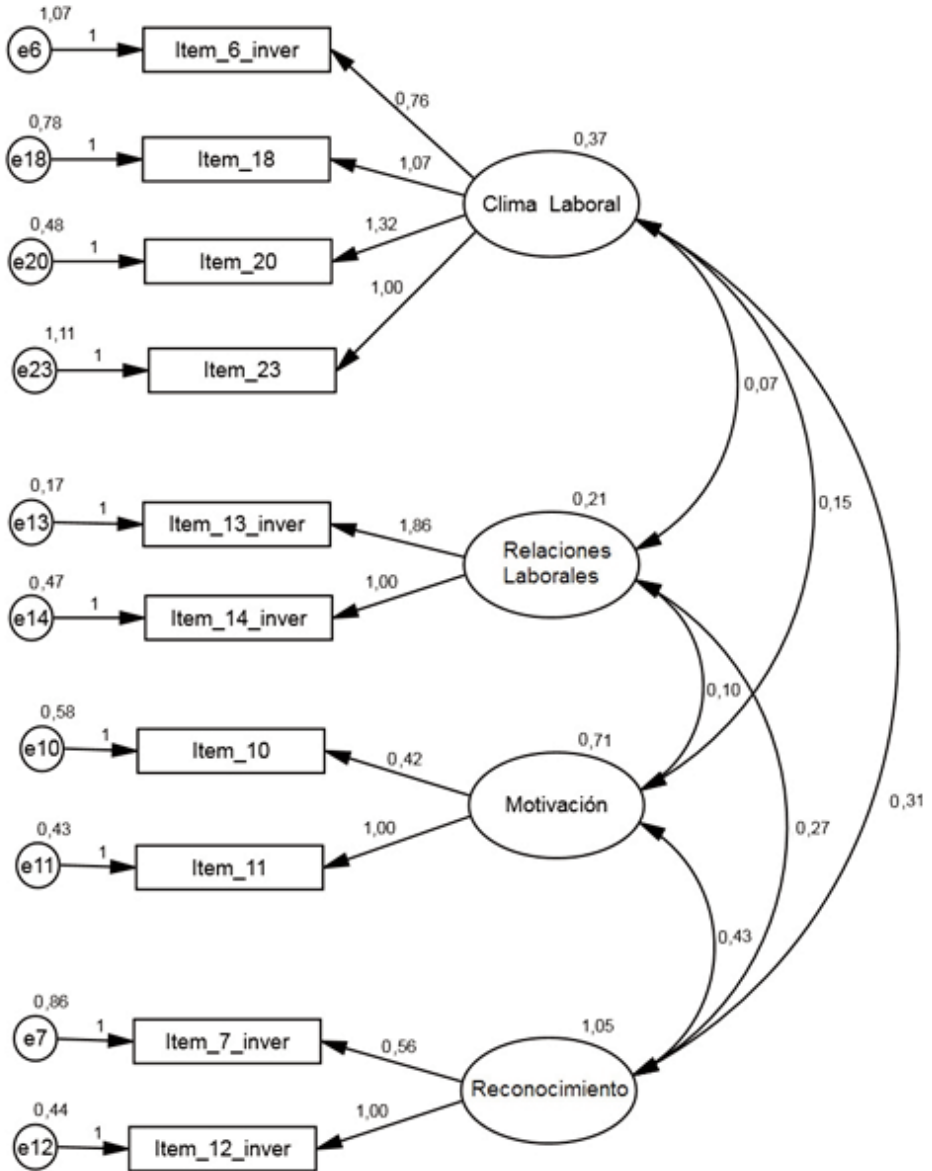 1,07
e6
1
Item_6_inver
0,76
0,78
e18
1
Item_18
1,07
0,37
Clima Laboral
0,48
e20
1
Item_20
1,32
1,11
e23
1
Item_23
1,00
0,07
0,17
e13
1
Item_13_inver
1,86
0,21
Relaciones
Laborales
0,15
0,47
e14
1
Item_14_inver
1,00
0,10
0,58
e10
1
Item_10
0,42
0,71
Motivación
0,31
0,27
0,43
e11
1
Item_11
1,00
0,43
0,86
e7
1
Item_7_inver
0,56
1,05
Reconocimiento
0,44
e12
1
Item_12_inver
1,00